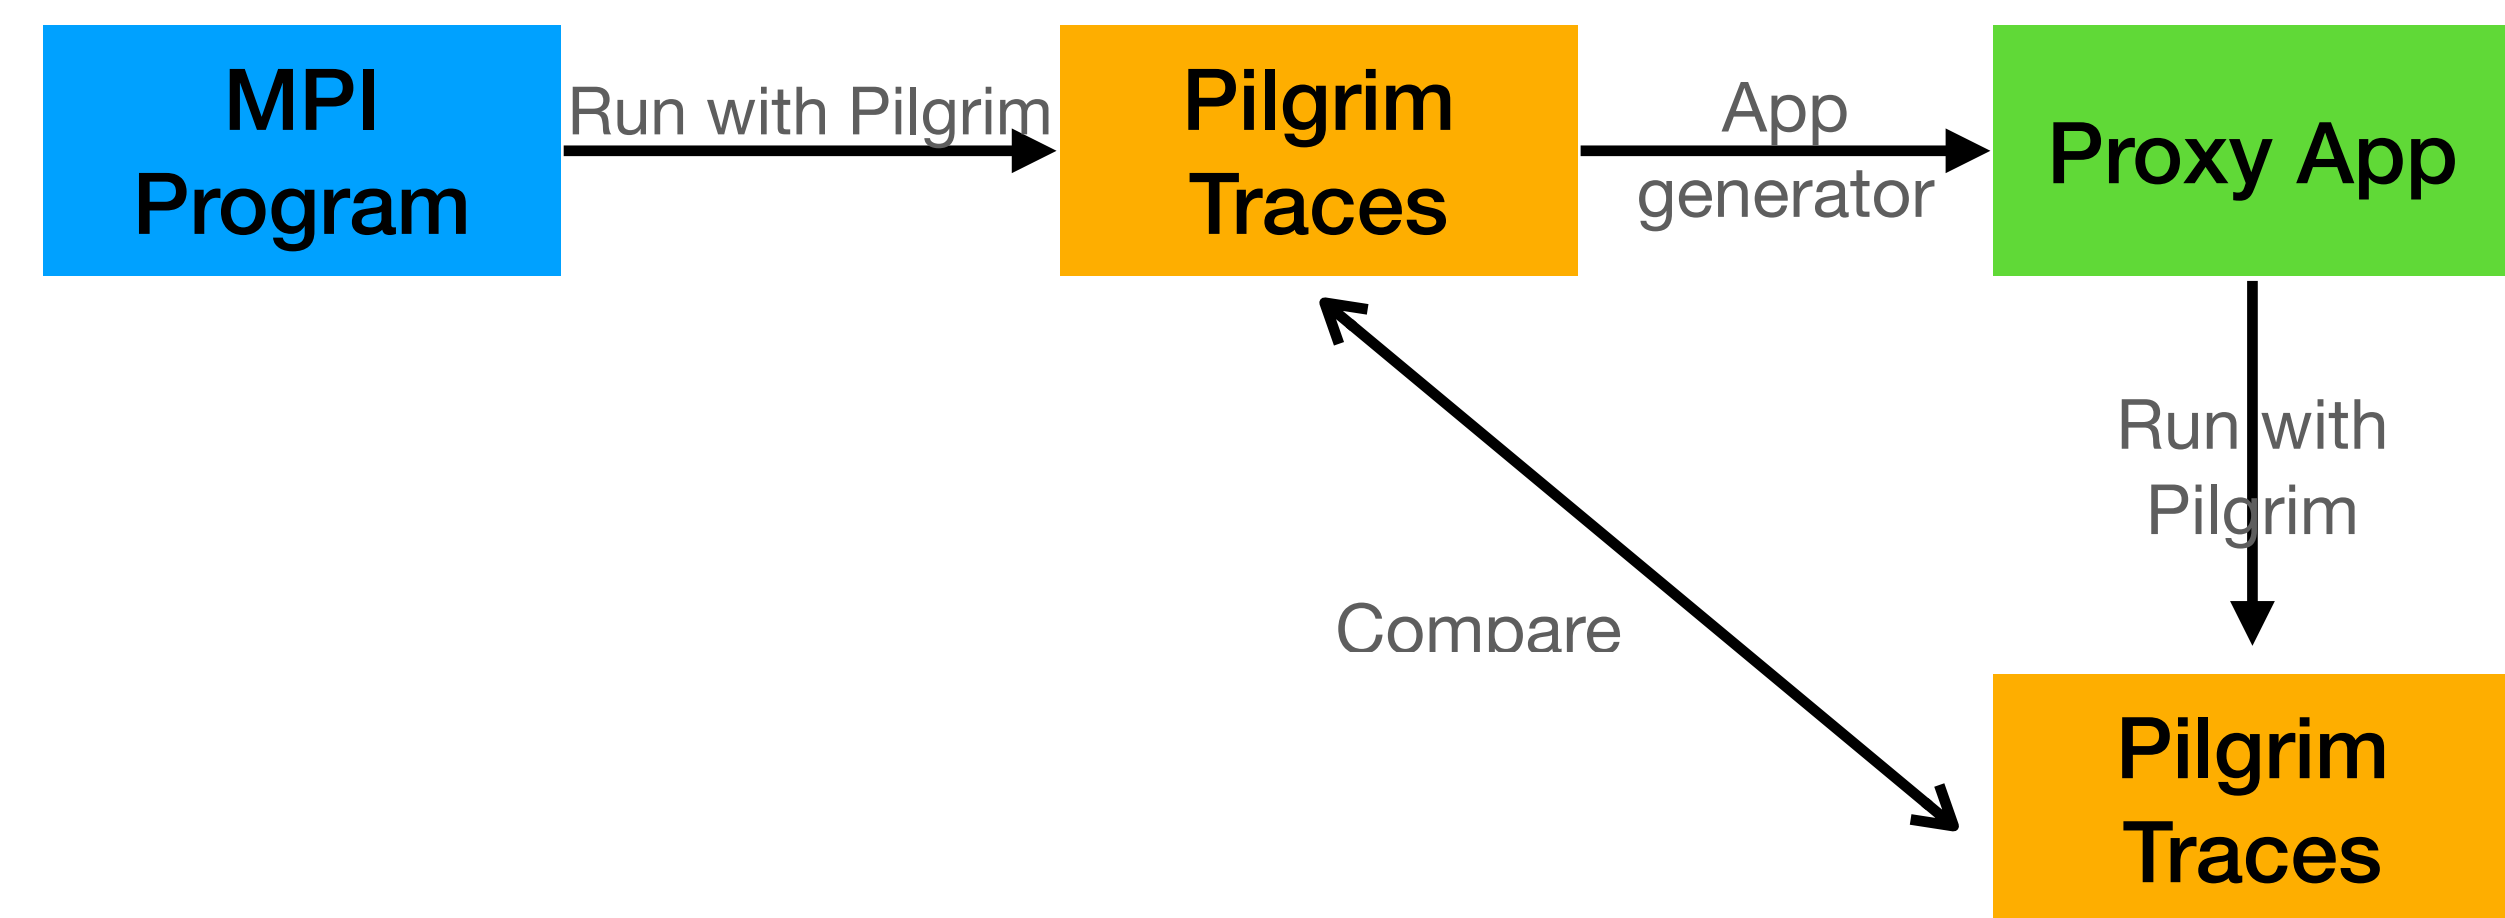 MPI
Program
Run with Pilgrim
Pilgrim
Traces
App
generator
Proxy App
Run with
Pilgrim
Compare
Pilgrim
Traces